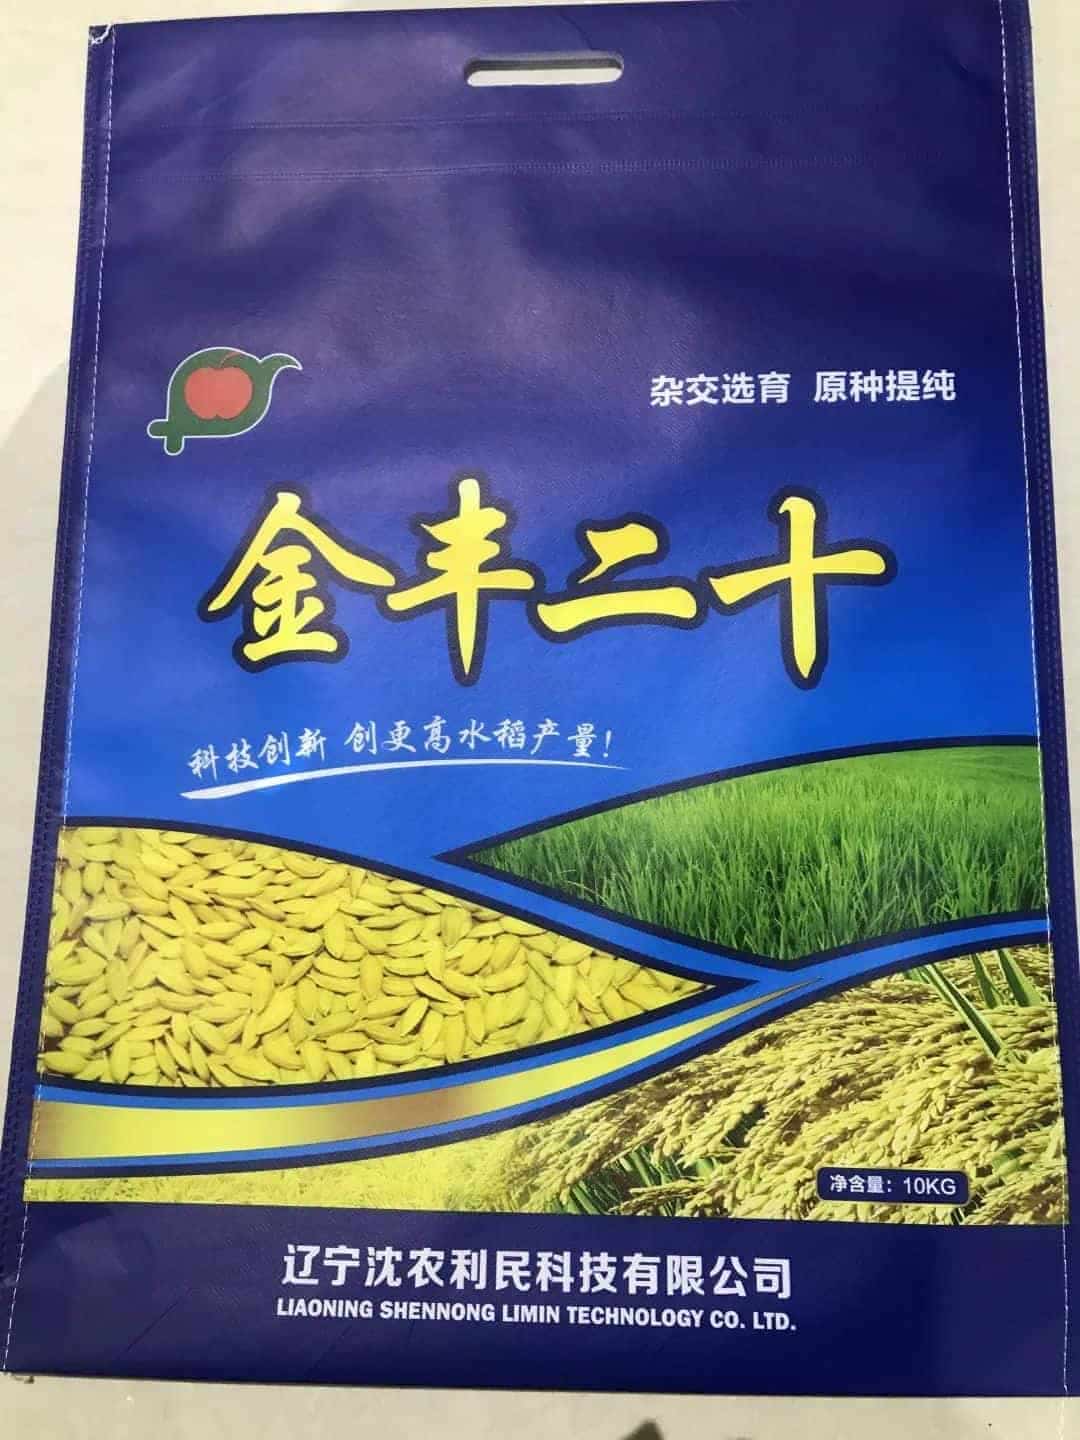 杂交选育 原种提纯
金丰二十
科技创新 创更高水稻产量!
净含量：10KG
辽宁沈农利民科技有限公司
LIAONING SHENNONG LIMIN TECHNOLOGY CO. LTD.